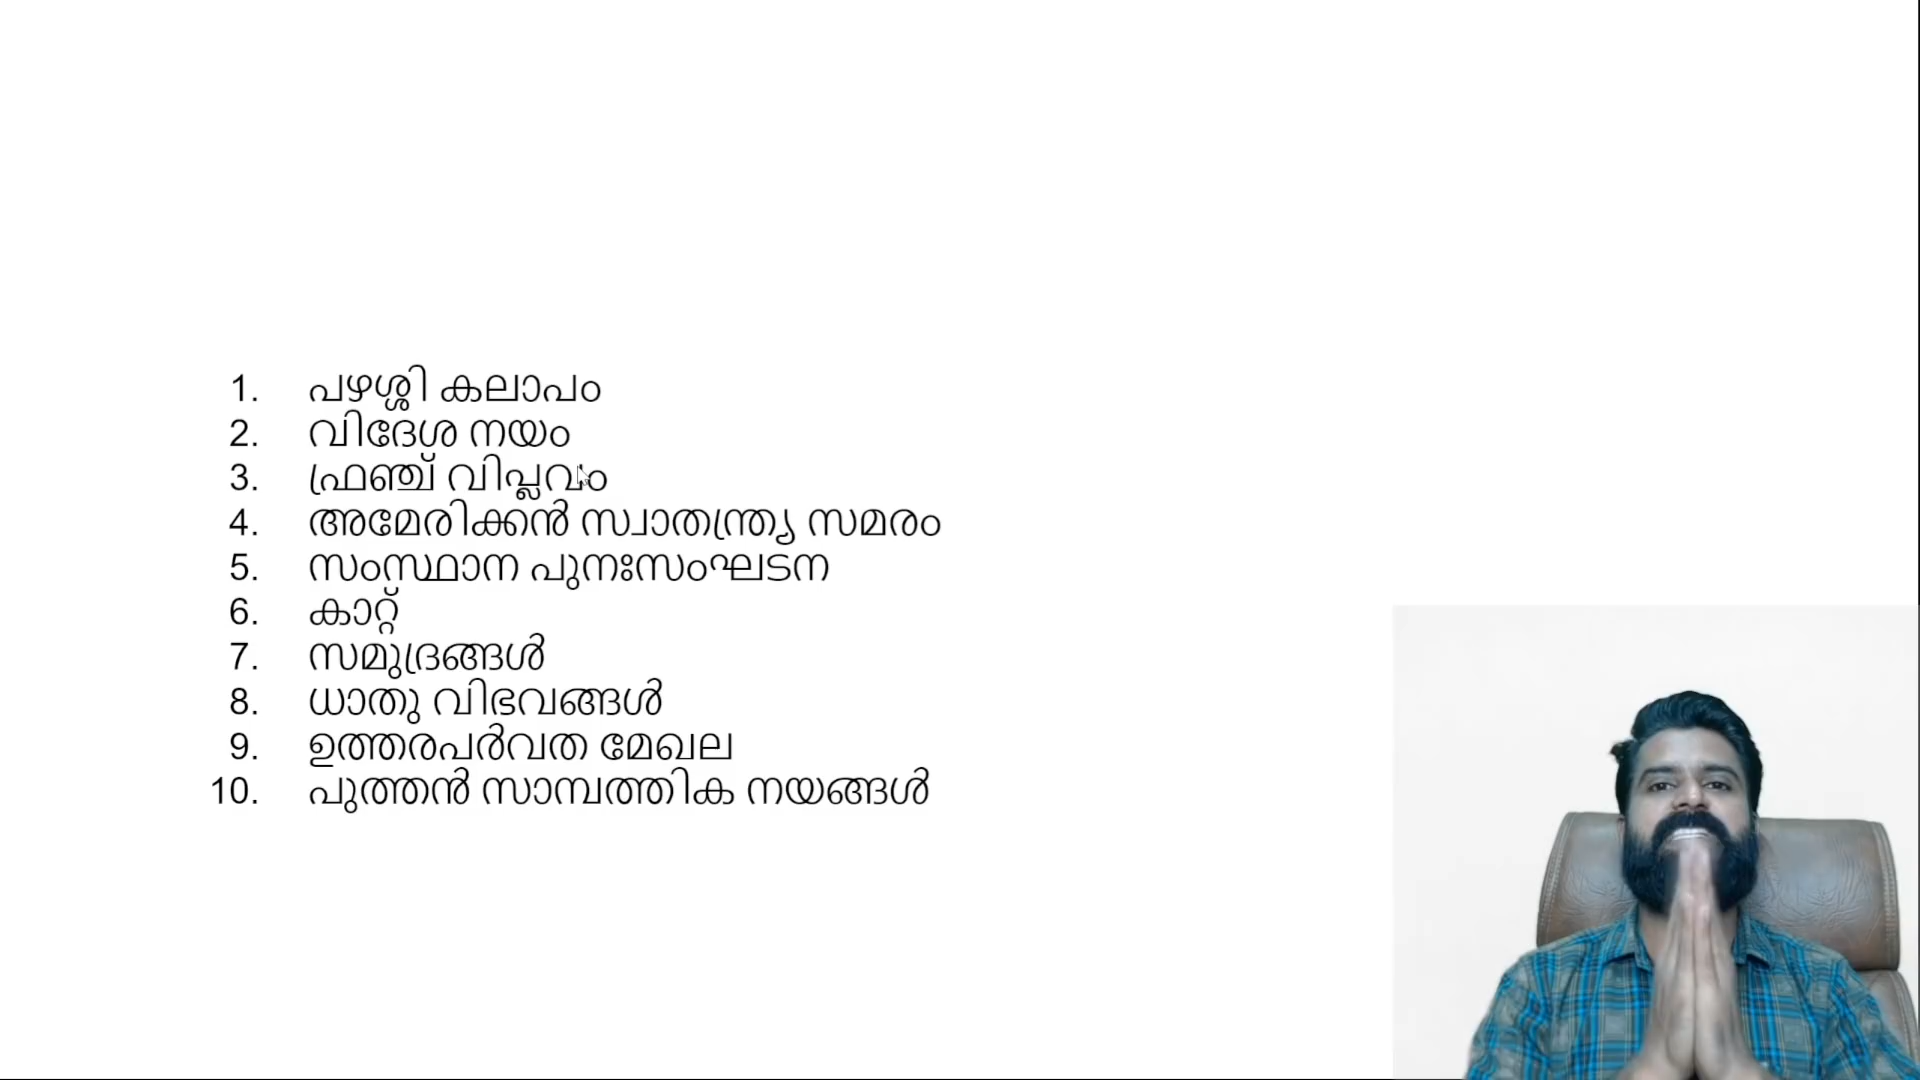 1. പഴശ്ശി കലാപം
2. വിദേശ നയം
3. ഫ്രഞ്ച് വിപ്ലവം
4. അമേരിക്കൻ സ്വാതന്ത്ര്യ സമരം
5. സംസ്ഥാന പുനഃസംഘടന
6. കാറ്റ്
7. സമുദ്രങ്ങൾ
8. ധാതു വിഭവങ്ങൾ
9. ഉത്തരപർവത മേഖല
10. പുത്തൻ സാമ്പത്തിക നയങ്ങൾ